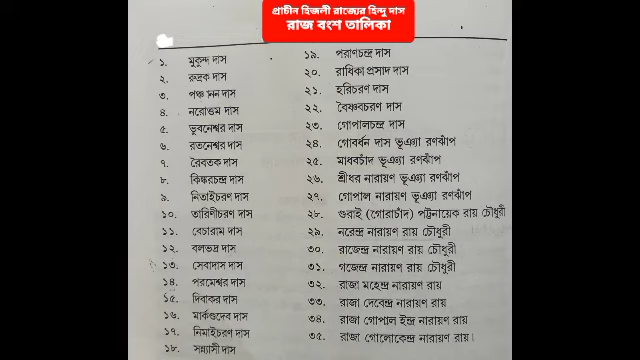 প্রাচীন হিজলী রাজ্যের হিন্দু দাস
রাজ বংশ তালিকা
১. মুকুন্দ দাস
২. রুদ্রক দাস
৩. পঞ্চানন দাস
৪. নরোত্তম দাস
৫. ভুবনেশ্বর দাস
৬. রতনেশ্বর দাস
৭. রৈবতক দাস
৮. কিঙ্করচন্দ্র দাস
৯. নিতাইচরণ দাস
১০. তারিণীচরণ দাস
১১. বেচারাম দাস
১২. বলভদ্র দাস
১৩. সেবাদাস দাস
১৪. পরমেশ্বর দাস
১৫. দিবাকর দাস
১৬. মার্কণ্ডদেব দাস
১৭. নিমাইচরণ দাস
১৮. সন্ন্যাসী দাস
১৯. পরাণচন্দ্র দাস
২০. রাধিকা প্রসাদ দাস
২১. হরিচরণ দাস
২২. বৈষ্ণবচরণ দাস
২৩. গোপালচন্দ্র দাস
২৪. গোবর্ধন দাস ভূঞ্যা রণঝাঁপ
২৫. মাধবচাঁদ ভূঞ্যা রণঝাঁপ
২৬. শ্রীধর নারায়ণ ভূঞ্যা রণঝাঁপ
২৭. গোপাল নারায়ণ ভূঞ্যা রণঝাঁপ
২৮. গুরাই (গোরাচাঁদ) পট্টনায়েক রায় চৌধুরী
২৯. নরেন্দ্র নারায়ণ রায় চৌধুরী
৩০. রাজেন্দ্র নারায়ণ রায় চৌধুরী
৩১. গজেন্দ্র নারায়ণ রায় চৌধুরী
৩২. রাজা মহেন্দ্র নারায়ণ রায়
৩৩. রাজা দেবেন্দ্র নারায়ণ রায়
৩৪. রাজা গোপাল ইন্দ্র নারায়ণ রায়
৩৫. রাজা গোলোকেন্দ্র নারায়ণ রায়।